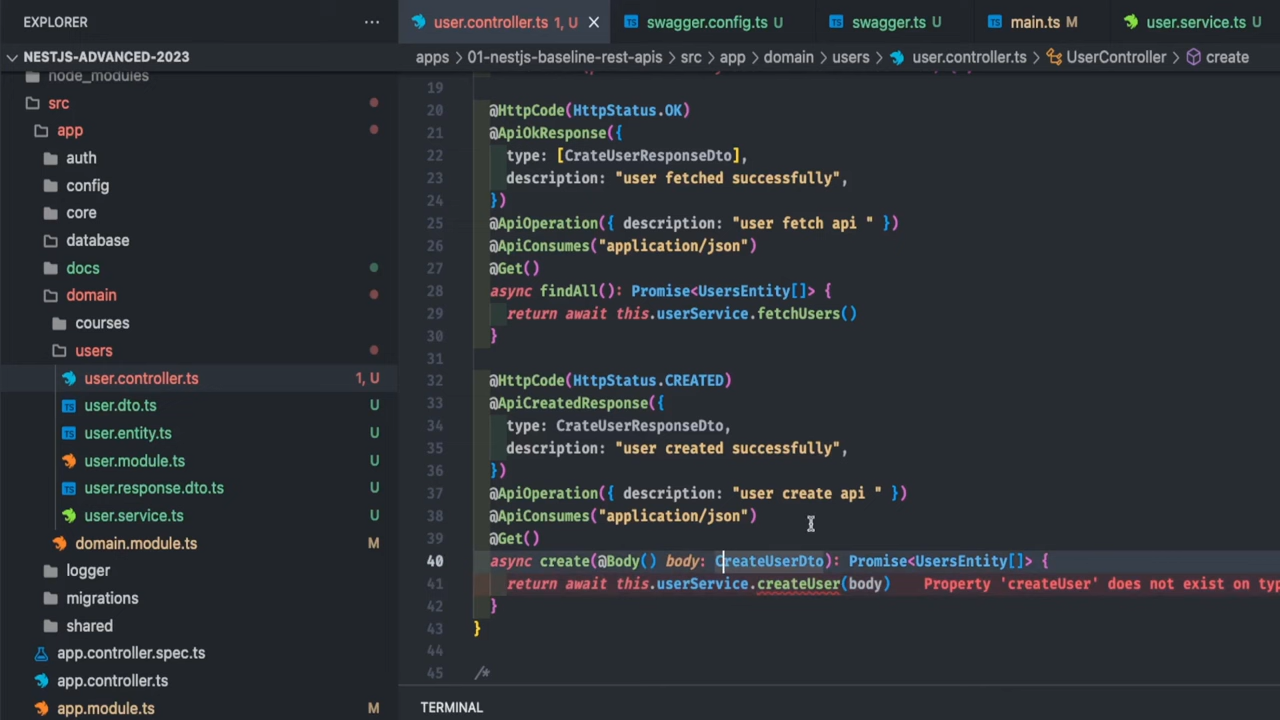 EXPLORER ...
user.controller.ts 1, U
swagger.config.ts U
swagger.ts U
main.ts M
user.service.ts U
NESTJS-ADVANCED-2023
apps > 01-nestjs-baseline-rest-apis > src > app > domain > users > user.controller.ts > UserController > create
node_modules
src
app
auth
config
core
database
docs
domain
courses
users
user.controller.ts 1, U
user.dto.ts U
user.entity.ts U
user.module.ts U
user.response.dto.ts U
user.service.ts U
domain.module.ts M
logger
migrations
shared
app.controller.spec.ts
app.controller.ts
app.module.ts M
19
20 @HttpCode(HttpStatus.OK)
21 @ApiOkResponse({
22 type: [CrateUserResponseDto],
23 description: "user fetched successfully",
24 })
25 @ApiOperation({ description: "user fetch api " })
26 @ApiConsumes("application/json")
27 @Get()
28 async findAll(): Promise<UsersEntity[]> {
29 return await this.userService.fetchUsers()
30 }
31
32 @HttpCode(HttpStatus.CREATED)
33 @ApiCreatedResponse({
34 type: CrateUserResponseDto,
35 description: "user created successfully",
36 })
37 @ApiOperation({ description: "user create api " })
38 @ApiConsumes("application/json")
39 @Get()
40 async create(@Body() body: CreateUserDto): Promise<UsersEntity[]> {
41 return await this.userService.createUser(body) Property 'createUser' does not exist on typ
42 }
43 }
44
45 /*
TERMINAL